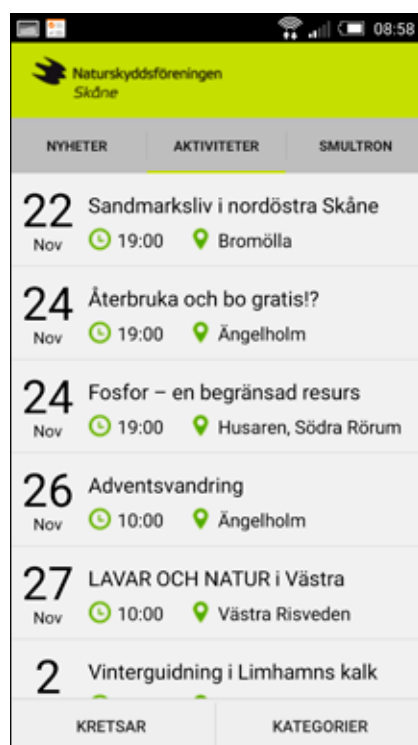 08:58
Naturskyddsföreningen
Skåne
NYHETER AKTIVITETER SMULTRON
22 Sandmarksliv i nordöstra Skåne
Nov 19:00 Bromölla
24 Återbruka och bo gratis!?
Nov 19:00 Ängelholm
24 Fosfor – en begränsad resurs
Nov 19:00 Husaren, Södra Rörum
26 Adventsvandring
Nov 10:00 Ängelholm
27 LAVAR OCH NATUR i Västra
Nov 10:00 Västra Risveden
2 Vinterguidning i Limhamns kalk
KRETSAR KATEGORIER